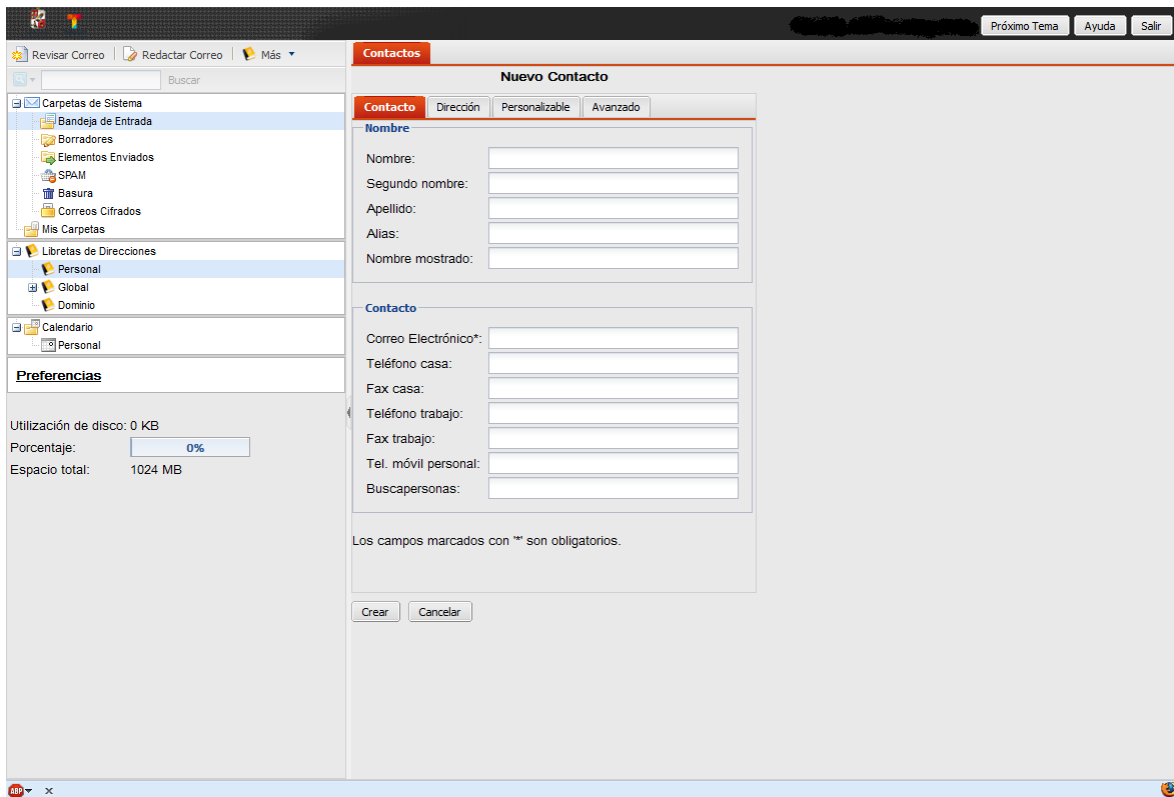 Próximo Tema Ayuda Salir
Revisar Correo Redactar Correo Más
Buscar
Carpetas de Sistema
Bandeja de Entrada
Borradores
Elementos Enviados
SPAM
Basura
Correos Cifrados
Mis Carpetas
Libretas de Direcciones
Personal
Global
Dominio
Calendario
Personal
Preferencias
Utilización de disco: 0 KB
Porcentaje: 0%
Espacio total: 1024 MB
Contactos
Nuevo Contacto
Contacto Dirección Personalizable Avanzado
Nombre
Nombre:
Segundo nombre:
Apellido:
Alias:
Nombre mostrado:
Contacto
Correo Electrónico*:
Teléfono casa:
Fax casa:
Teléfono trabajo:
Fax trabajo:
Tel. móvil personal:
Buscapersonas:
Los campos marcados con '*' son obligatorios.
Crear Cancelar
ABP x